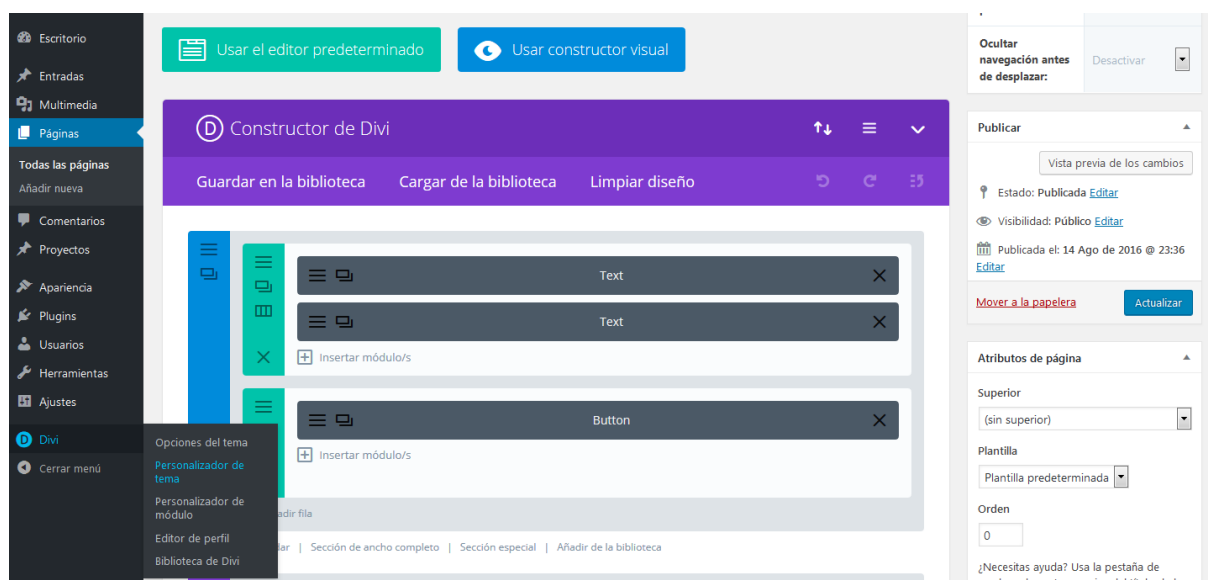 Escritorio
Entradas
Multimedia
Páginas
Todas las páginas
Añadir nueva
Comentarios
Proyectos
Apariencia
Plugins
Usuarios
Herramientas
Ajustes
Divi
Cerrar menú
Opciones del tema
Personalizador de
tema
Personalizador de
módulo
Editor de perfil
Biblioteca de Divi
Usar el editor predeterminado
Usar constructor visual
Constructor de Divi
Guardar en la biblioteca Cargar de la biblioteca Limpiar diseño
Text
Text
Insertar módulo/s
Button
Insertar módulo/s
adir fila
lar | Sección de ancho completo | Sección especial | Añadir de la biblioteca
Ocultar
navegación antes
de desplazar:
Desactivar
Publicar
Vista previa de los cambios
Estado: Publicada Editar
Visibilidad: Público Editar
Publicada el: 14 Ago de 2016 @ 23:36
Editar
Mover a la papelera
Actualizar
Atributos de página
Superior
(sin superior)
Plantilla
Plantilla predeterminada
Orden
0
¿Necesitas ayuda? Usa la pestaña de